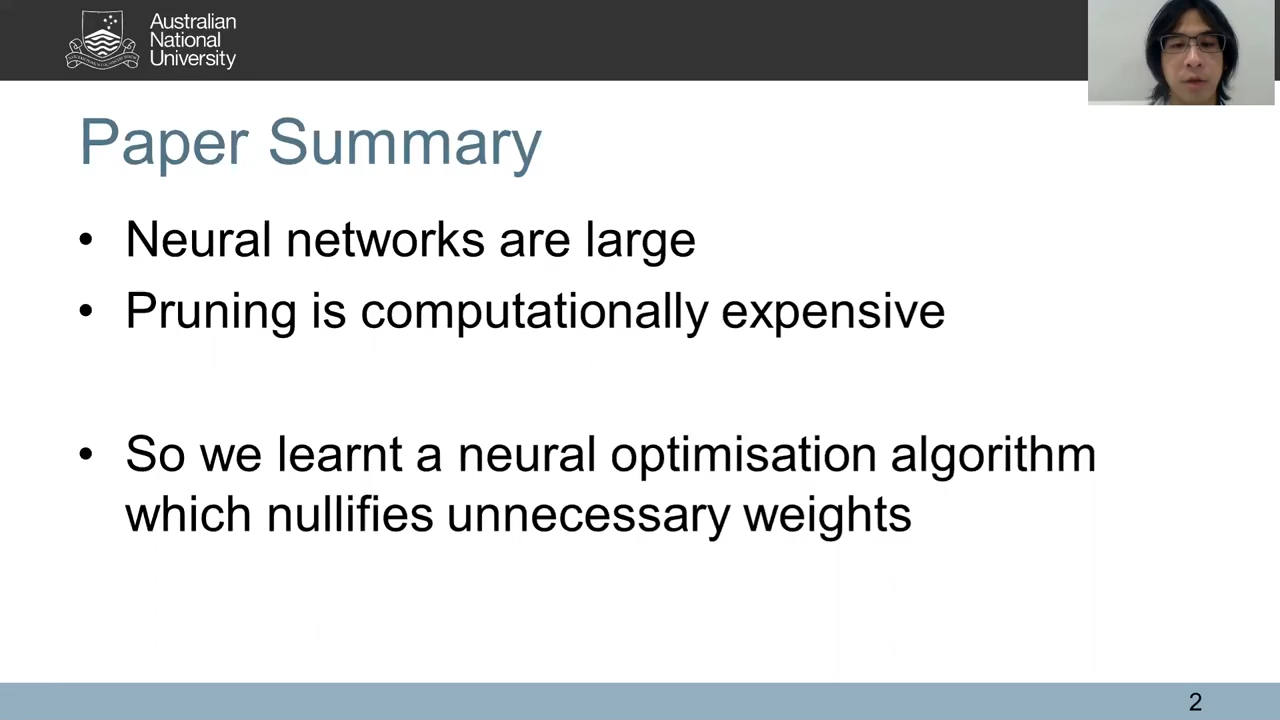 Australian
National
University
Paper Summary
• Neural networks are large
• Pruning is computationally expensive
• So we learnt a neural optimisation algorithm
which nullifies unnecessary weights
2